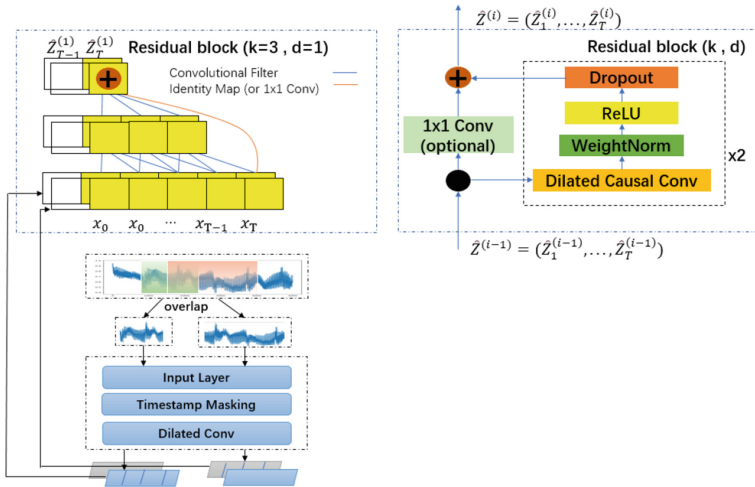 Ẑ_{T−1}^{(1)} Ẑ_T^{(1)}
Residual block (k=3 , d=1)
Convolutional Filter
Identity Map (or 1x1 Conv)
x_0 x_0 ... x_{T−1} x_T
overlap
Input Layer
Timestamp Masking
Dilated Conv
Ẑ^{(i)} = (Ẑ_1^{(i)}, . . . , Ẑ_T^{(i)})
Residual block (k , d)
Dropout
ReLU
1x1 Conv
(optional)
WeightNorm
x2
Dilated Causal Conv
Ẑ^{(i−1)} = (Ẑ_1^{(i−1)}, . . . , Ẑ_T^{(i−1)})